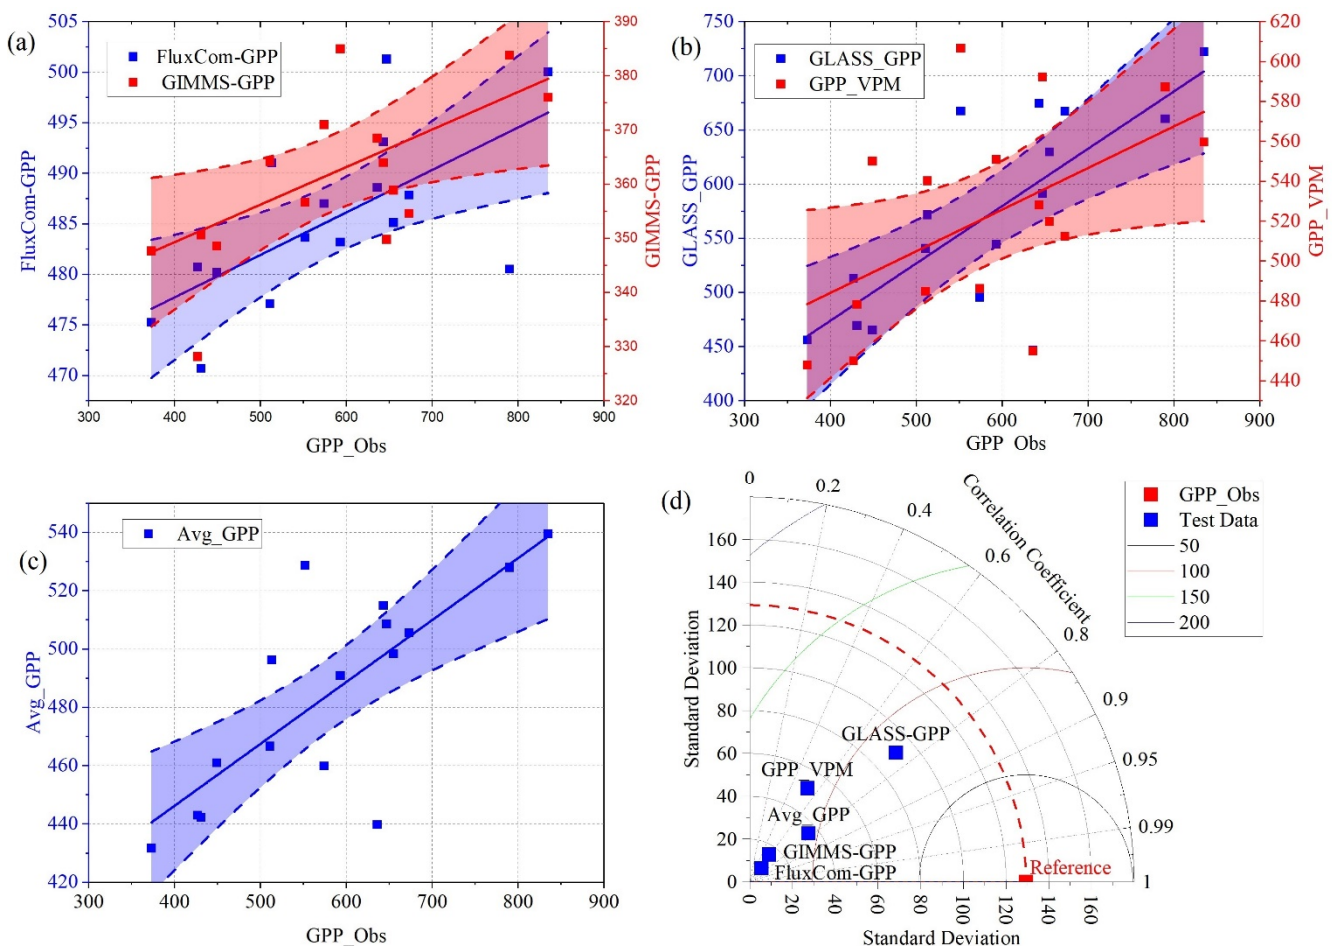 (a)
505
500
495
490
485
480
475
470
FluxCom-GPP
FluxCom-GPP
GIMMS-GPP
390
380
370
360
350
340
330
320
GIMMS-GPP
300 400 500 600 700 800 900
GPP_Obs
(b)
750
700
650
600
550
500
450
400
GLASS_GPP
GLASS_GPP
GPP_VPM
620
600
580
560
540
520
500
480
460
440
GPP_VPM
300 400 500 600 700 800 900
GPP_Obs
(c)
540
520
500
480
460
440
420
Avg_GPP
Avg_GPP
300 400 500 600 700 800 900
GPP_Obs
(d)
0 0.2 0.4 0.6 0.8 0.9 0.95 0.99 1
Correlation Coefficient
GPP_Obs
Test Data
50
100
150
200
160
140
120
100
80
60
40
20
0
Standard Deviation
GLASS-GPP
GPP_VPM
Avg_GPP
GIMMS-GPP
FluxCom-GPP
Reference
0 20 40 60 80 100 120 140 160
Standard Deviation